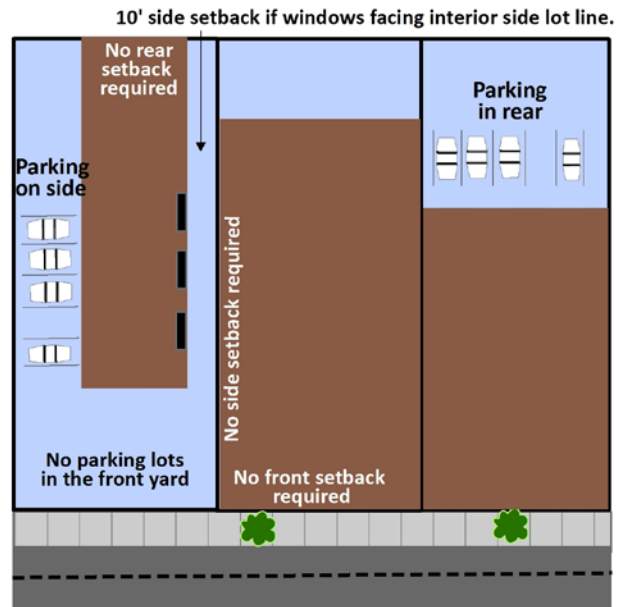 10' side setback if windows facing interior side lot line.
No rear
setback
required
Parking
on side
No parking lots
in the front yard
No side setback required
No front setback
required
Parking
in rear